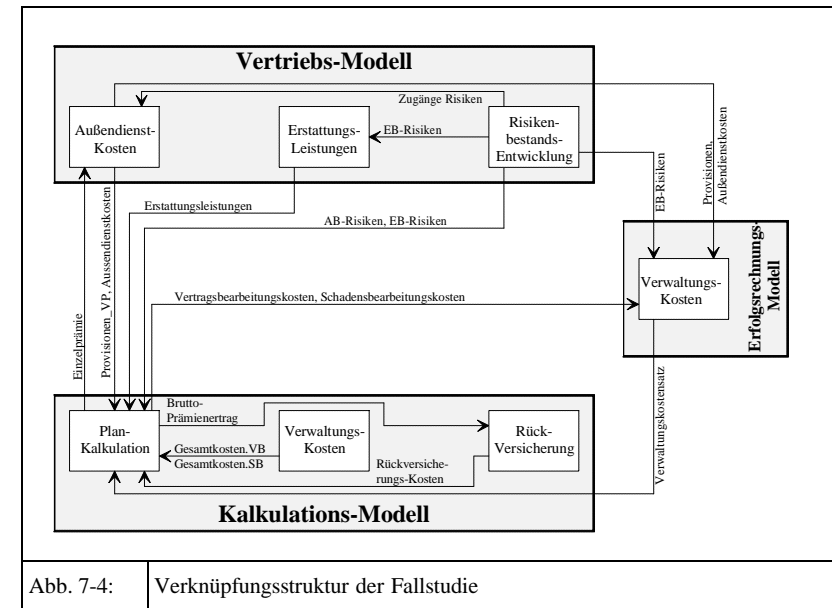 Vertriebs-Modell
Zugänge Risiken
Außendienst-
Kosten
Erstattungs-
Leistungen
EB-Risiken
Risiken-
bestands-
Entwicklung
Erstattungsleistungen
AB-Risiken, EB-Risiken
EB-Risiken
Provisionen,
Außendienstkosten
Einzelprämie
Provisionen_VP, Aussendienstkosten
Vertragsbearbeitungskosten, Schadensbearbeitungskosten
Verwaltungs-
Kosten
Erfolgsrechnungs-
Modell
Verwaltungskostensatz
Brutto-
Prämienertrag
Plan-
Kalkulation
Gesamtkosten.VB
Gesamtkosten.SB
Verwaltungs-
Kosten
Rückversiche-
rungs-Kosten
Rück-
Versicherung
Kalkulations-Modell
Abb. 7-4: Verknüpfungsstruktur der Fallstudie